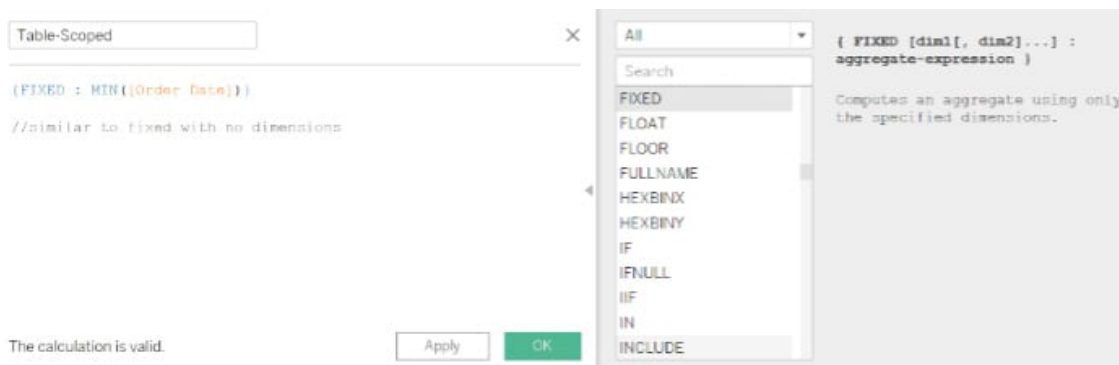 Table-Scoped
{FIXED : MIN([Order Date])}
//similar to fixed with no dimensions
The calculation is valid.
Apply
OK
All
Search
FIXED
FLOAT
FLOOR
FULLNAME
HEXBINX
HEXBINY
IF
IFNULL
IIF
IN
INCLUDE
{ FIXED [dim1[, dim2]...] :
aggregate-expression }
Computes an aggregate using only
the specified dimensions.